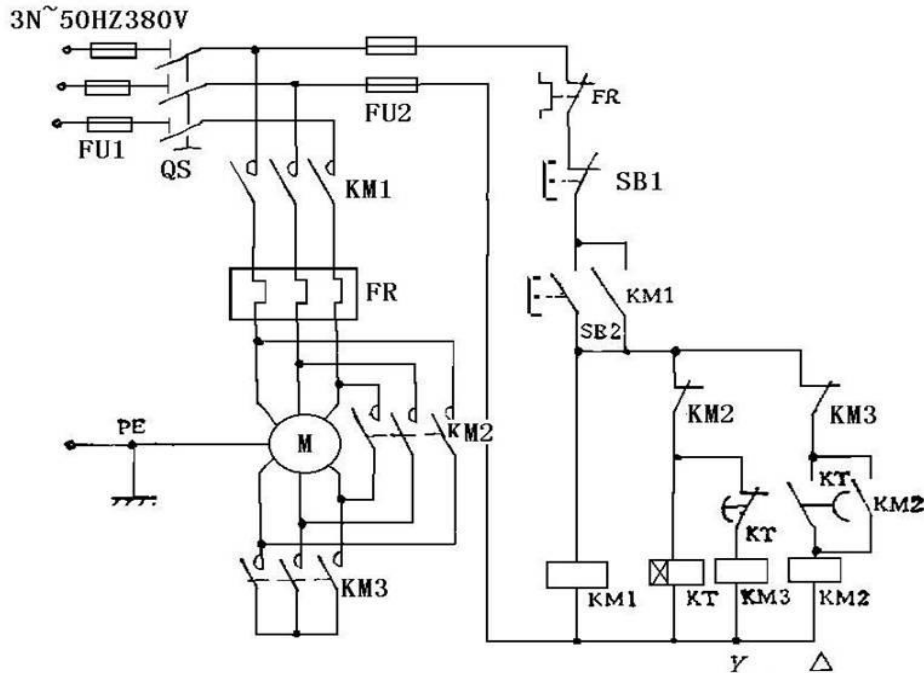 3N~50HZ380V
FU1
QS
FU2
FR
SB1
KM1
KM1
SB2
FR
KM2
KM3
PE
M
KM2
KT
KM2
KT
KM3
KM1
KT
KM3
KM2
Y
△